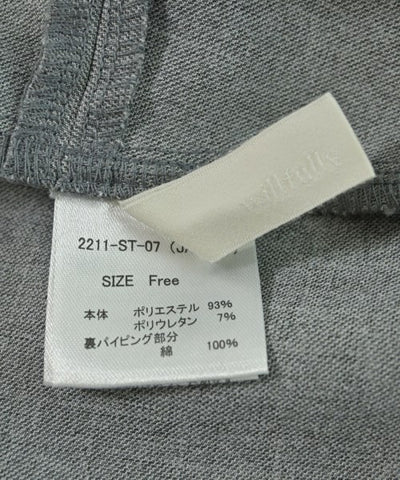 willfully
2211-ST-07 (
SIZE Free
本体 ポリエステル 93%
ポリウレタン 7%
裏パイピング部分
綿 100%